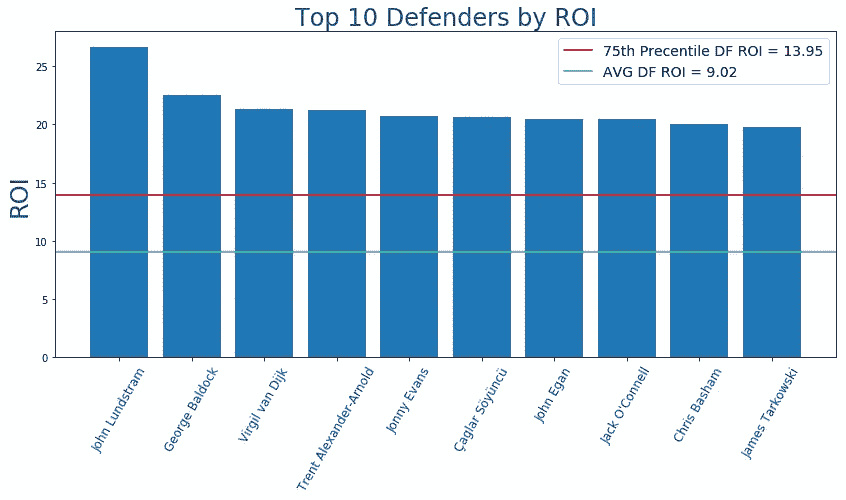 Top 10 Defenders by ROI
75th Precentile DF ROI = 13.95
AVG DF ROI = 9.02
ROI
25
20
15
10
5
0
John Lundstram
George Baldock
Virgil van Dijk
Trent Alexander-Arnold
Jonny Evans
Çaglar Söyüncü
John Egan
Jack O'Connell
Chris Basham
James Tarkowski